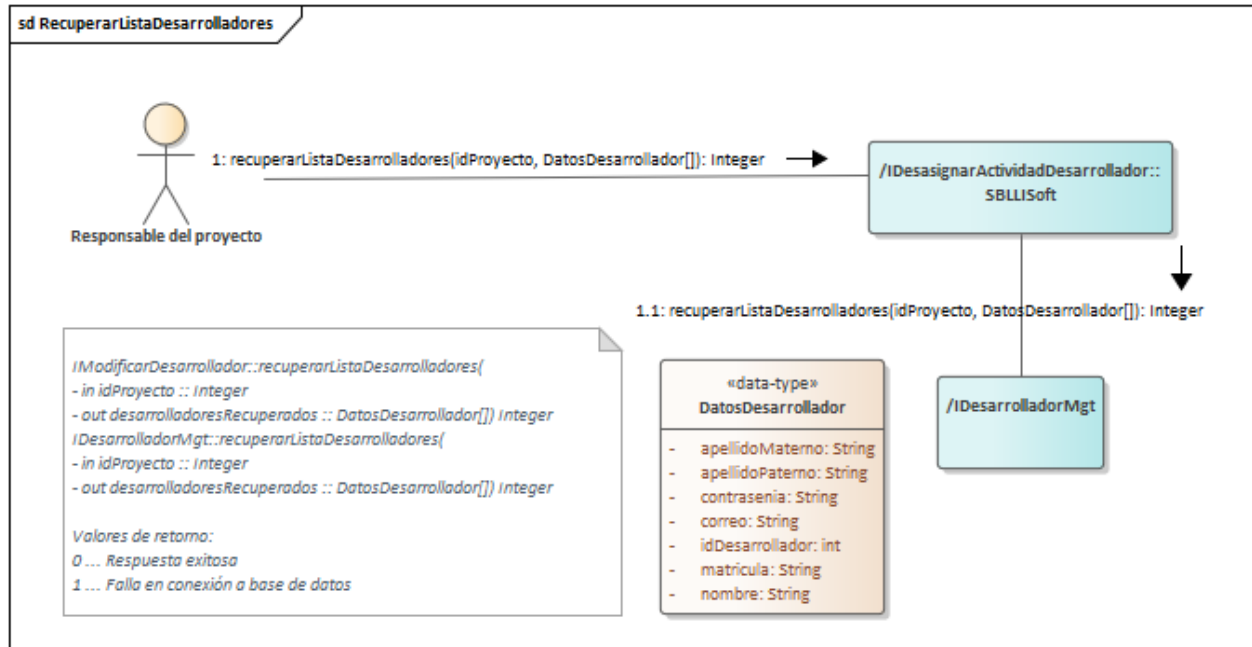 sd RecuperarListaDesarrolladores
1: recuperarListaDesarrolladores(idProyecto, DatosDesarrollador[]): Integer
/IDesasignarActividadDesarrollador::
SBLLISoft
Responsable del proyecto
1.1: recuperarListaDesarrolladores(idProyecto, DatosDesarrollador[]): Integer
IModificarDesarrollador::recuperarListaDesarrolladores(
- in idProyecto :: Integer
- out desarrolladoresRecuperados :: DatosDesarrollador[]) Integer
IDesarrolladorMgt::recuperarListaDesarrolladores(
- in idProyecto :: Integer
- out desarrolladoresRecuperados :: DatosDesarrollador[]) Integer
Valores de retorno:
0 ... Respuesta exitosa
1 ... Falla en conexión a base de datos
«data-type»
DatosDesarrollador
- apellidoMaterno: String
- apellidoPaterno: String
- contrasenia: String
- correo: String
- idDesarrollador: int
- matricula: String
- nombre: String
/IDesarrolladorMgt